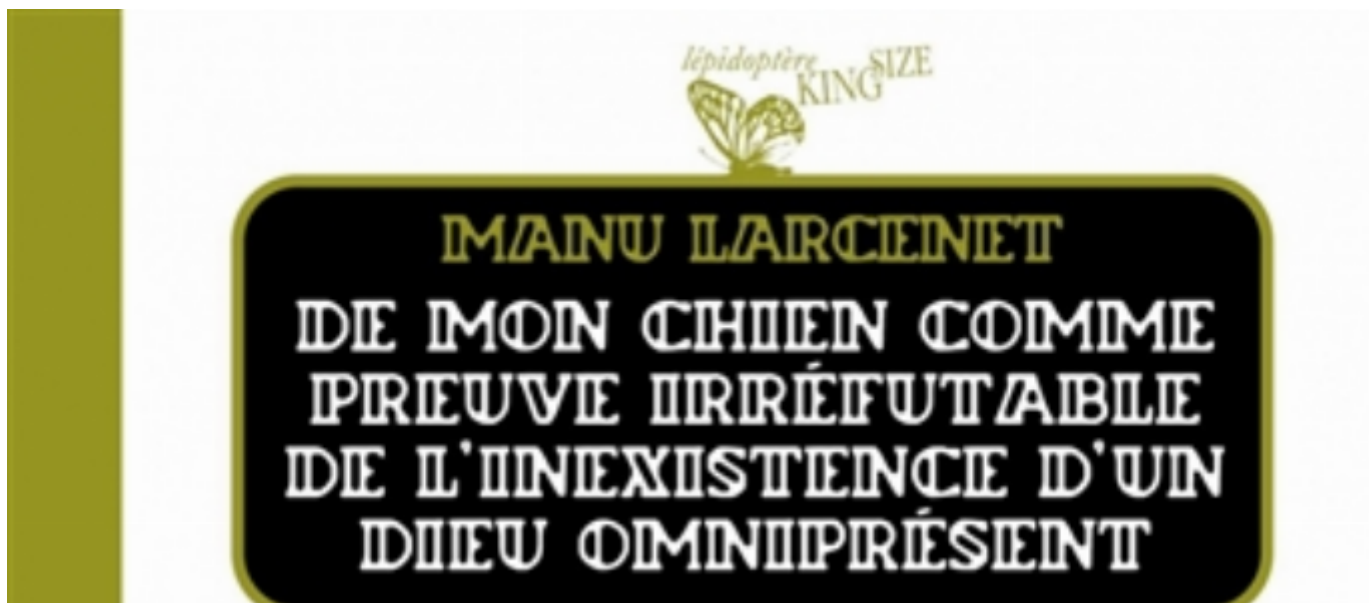 lépidoptère
KING SIZE
MANU LARCENET
DE MON CHIEN COMME
PREUVE IRRÉFUTABLE
DE L'INEXISTENCE D'UN
DIEU OMNIPRÉSENT